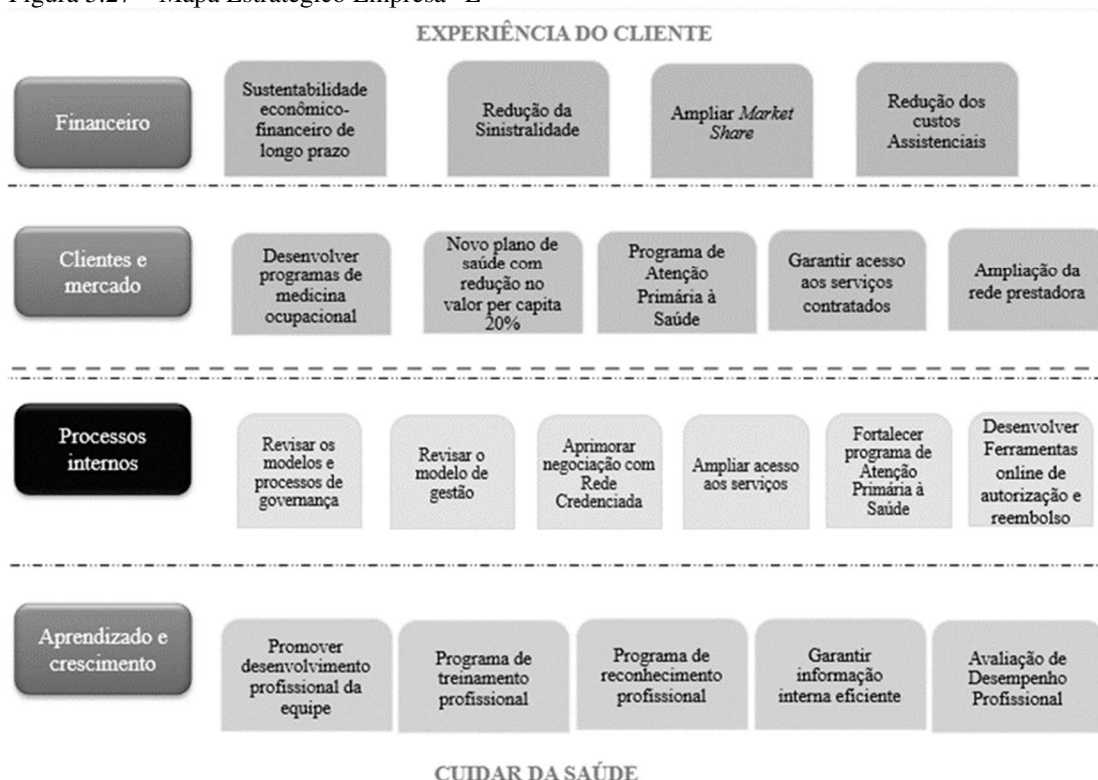 Figura 3.27 – Mapa Estratégico Empresa "E"
EXPERIÊNCIA DO CLIENTE
Financeiro
Sustentabilidade
econômico-
financeiro de
longo prazo
Redução da
Sinistralidade
Ampliar Market
Share
Redução dos
custos
Assistenciais
Clientes e
mercado
Desenvolver
programas de
medicina
ocupacional
Novo plano de
saúde com
redução no
valor per capita
20%
Programa de
Atenção
Primária à
Saúde
Garantir acesso
aos serviços
contratados
Ampliação da
rede prestadora
Processos
internos
Revisar os
modelos e
processos de
governança
Revisar o
modelo de
gestão
Aprimorar
negociação com
Rede
Credenciada
Ampliar acesso
aos serviços
Fortalecer
programa de
Atenção
Primária à
Saúde
Desenvolver
Ferramentas
online de
autorização e
reembolso
Aprendizado e
crescimento
Promover
desenvolvimento
profissional da
equipe
Programa de
treinamento
profissional
Programa de
reconhecimento
profissional
Garantir
informação
interna eficiente
Avaliação de
Desempenho
Profissional
CUIDAR DA SAÚDE